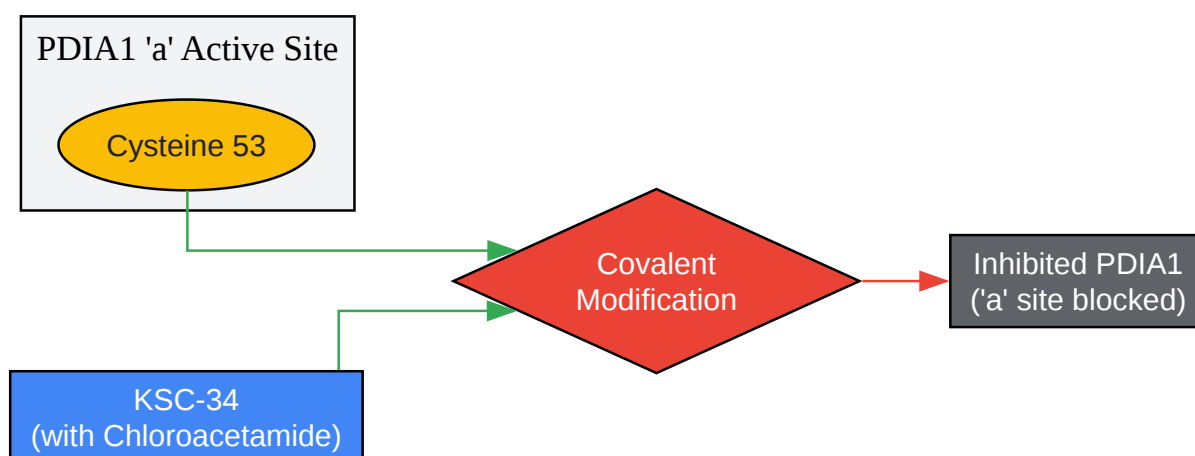 PDIA1 'a' Active Site
Cysteine 53
Covalent
Modification
Inhibited PDIA1
('a' site blocked)
KSC-34
(with Chloroacetamide)